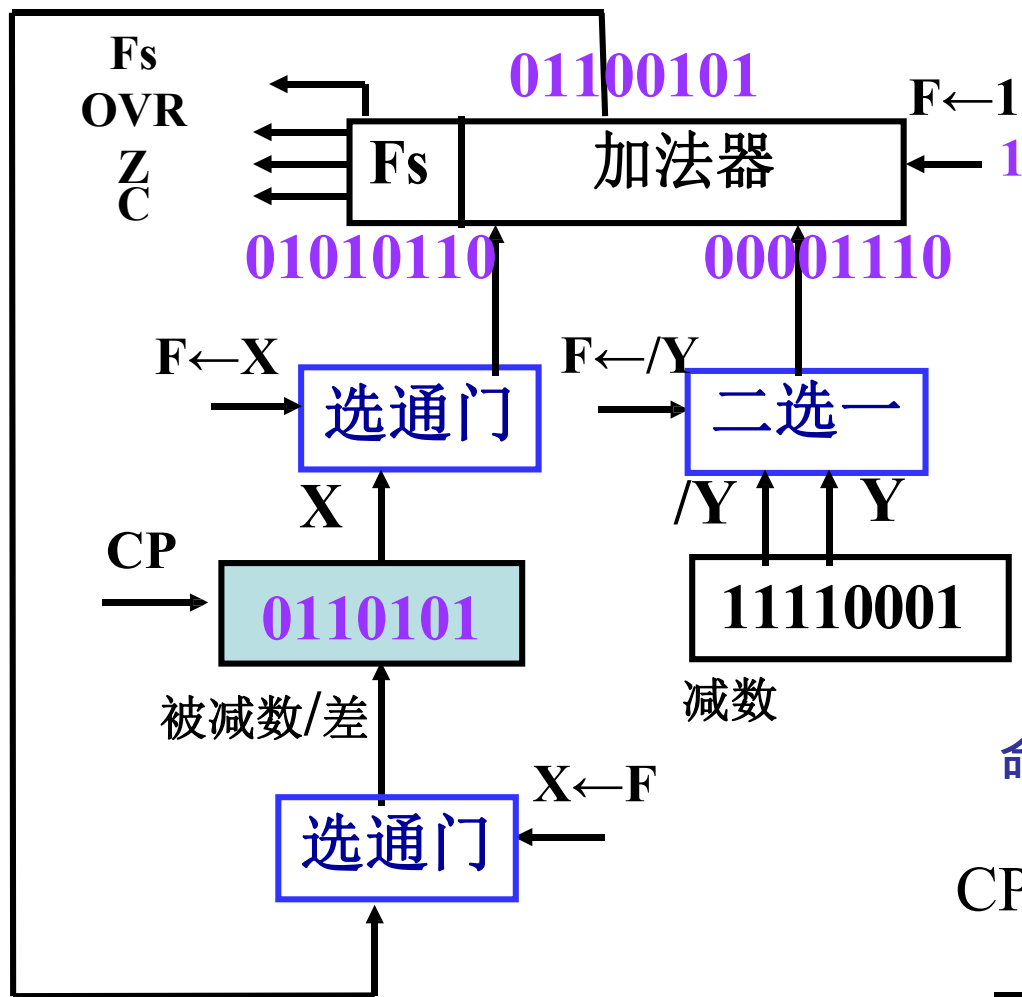 Fs
01100101
OVR
F←1
Z
C
Fs
加法器
1
01010110
00001110
F←X
F←/Y
选通门
二选一
X
/Y
Y
CP
0110101
11110001
被减数/差
减数
X←F
选通门
CP